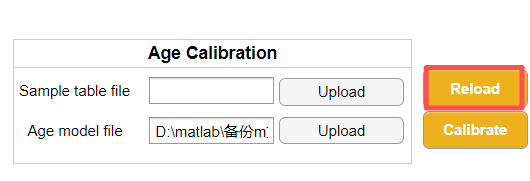 Age Calibration
Sample table file
Upload
Reload
Age model file
D:\matlab\备份m
Upload
Calibrate